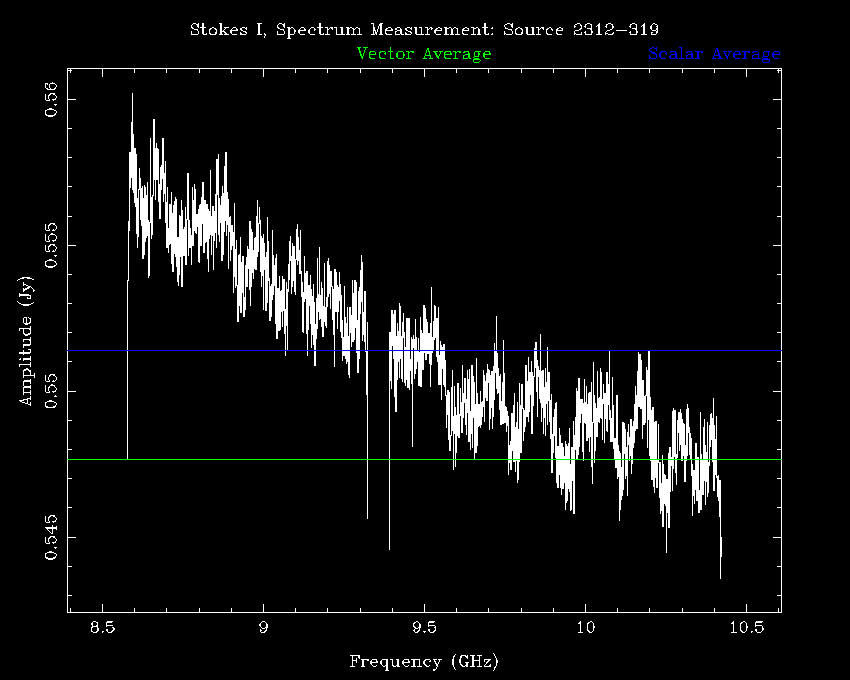 Stokes I, Spectrum Measurement: Source 2312−319
Vector Average Scalar Average
0.56
0.555
0.55
0.545
Amplitude (Jy)
8.5 9 9.5 10 10.5
Frequency (GHz)